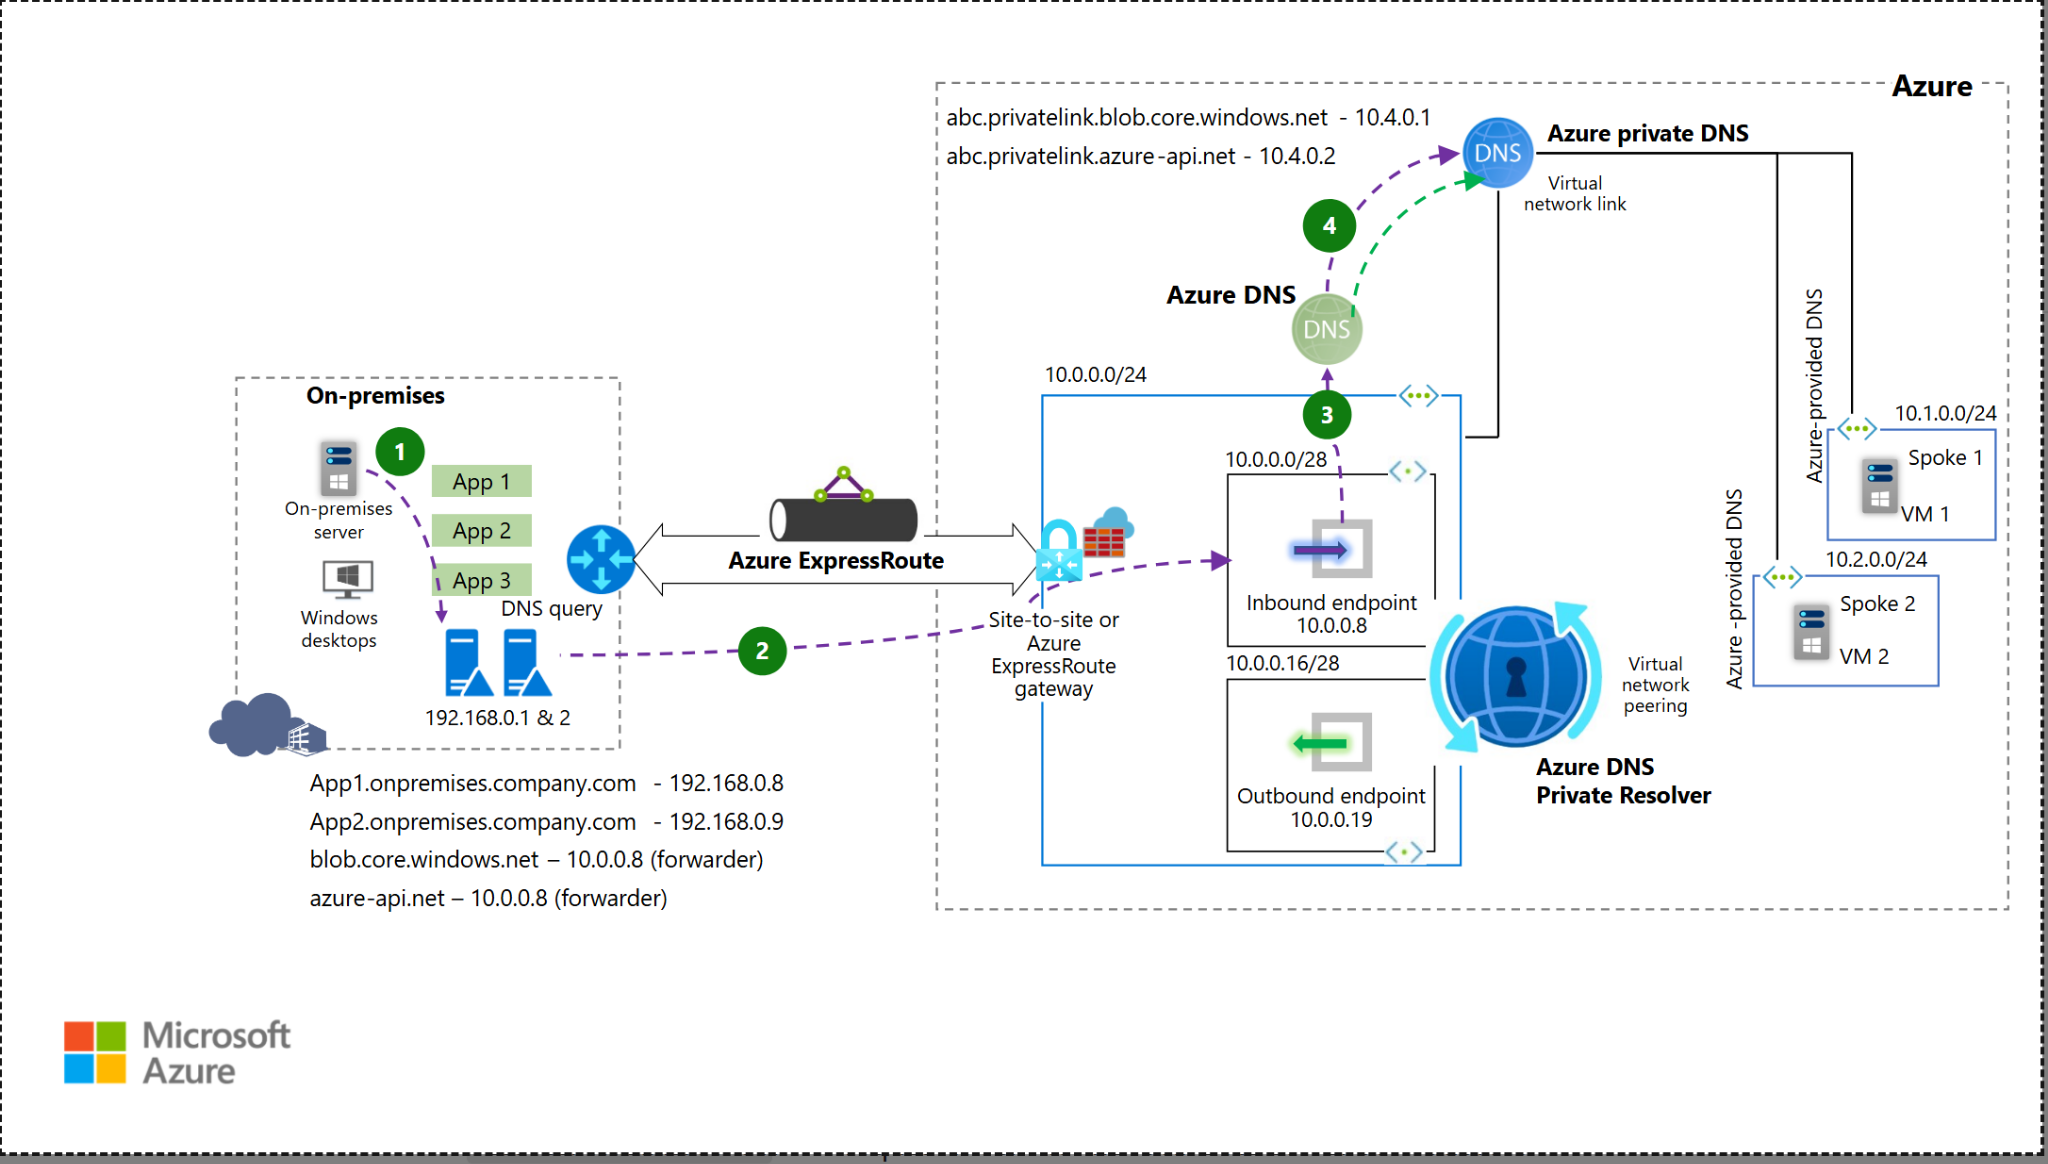 Azure
abc.privatelink.blob.core.windows.net - 10.4.0.1
abc.privatelink.azure-api.net - 10.4.0.2
DNS
Azure private DNS
Virtual
network link
4
Azure DNS
DNS
10.0.0.0/24
3
On-premises
1
On-premises
server
Windows
desktops
App 1
App 2
App 3
DNS query
192.168.0.1 & 2
App1.onpremises.company.com - 192.168.0.8
App2.onpremises.company.com - 192.168.0.9
blob.core.windows.net – 10.0.0.8 (forwarder)
azure-api.net – 10.0.0.8 (forwarder)
Azure ExpressRoute
2
Site-to-site or
Azure
ExpressRoute
gateway
10.0.0.0/28
Inbound endpoint
10.0.0.8
10.0.0.16/28
Outbound endpoint
10.0.0.19
Azure DNS
Private Resolver
Virtual
network
peering
Azure-provided DNS
Azure -provided DNS
10.1.0.0/24
Spoke 1
VM 1
10.2.0.0/24
Spoke 2
VM 2
Microsoft
Azure